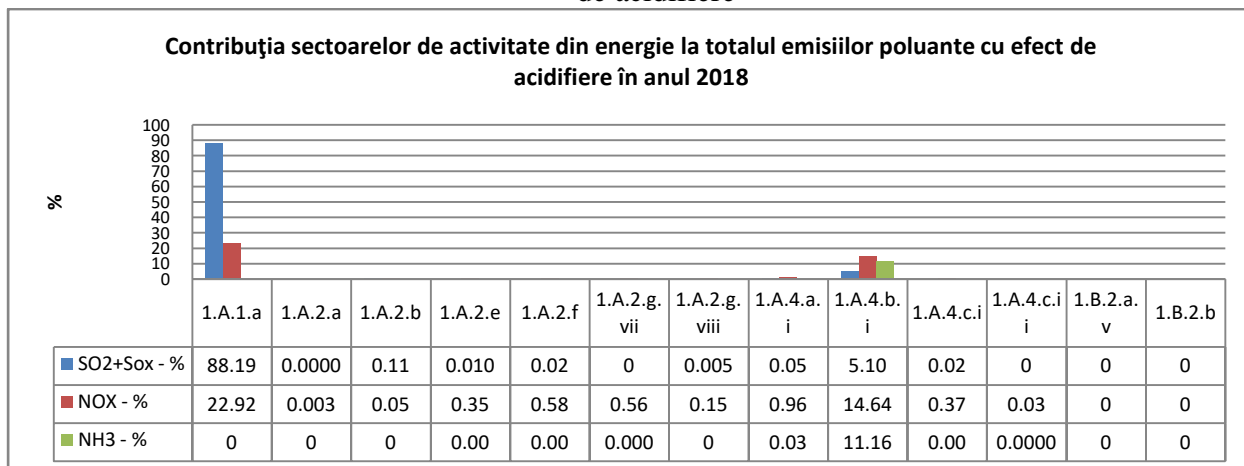 de acidifiere
Contribuţia sectoarelor de activitate din energie la totalul emisiilor poluante cu efect de
acidifiere în anul 2018
%
100
90
80
70
60
50
40
30
20
10
0
1.A.1.a 1.A.2.a 1.A.2.b 1.A.2.e 1.A.2.f 1.A.2.g. 1.A.2.g. 1.A.4.a. 1.A.4.b. 1.A.4.c.i 1.A.4.c.i 1.B.2.a. 1.B.2.b
vii viii i i i v
SO2+Sox - % 88.19 0.0000 0.11 0.010 0.02 0 0.005 0.05 5.10 0.02 0 0 0
NOX - % 22.92 0.003 0.05 0.35 0.58 0.56 0.15 0.96 14.64 0.37 0.03 0 0
NH3 - % 0 0 0 0.00 0.00 0.000 0 0.03 11.16 0.00 0.0000 0 0